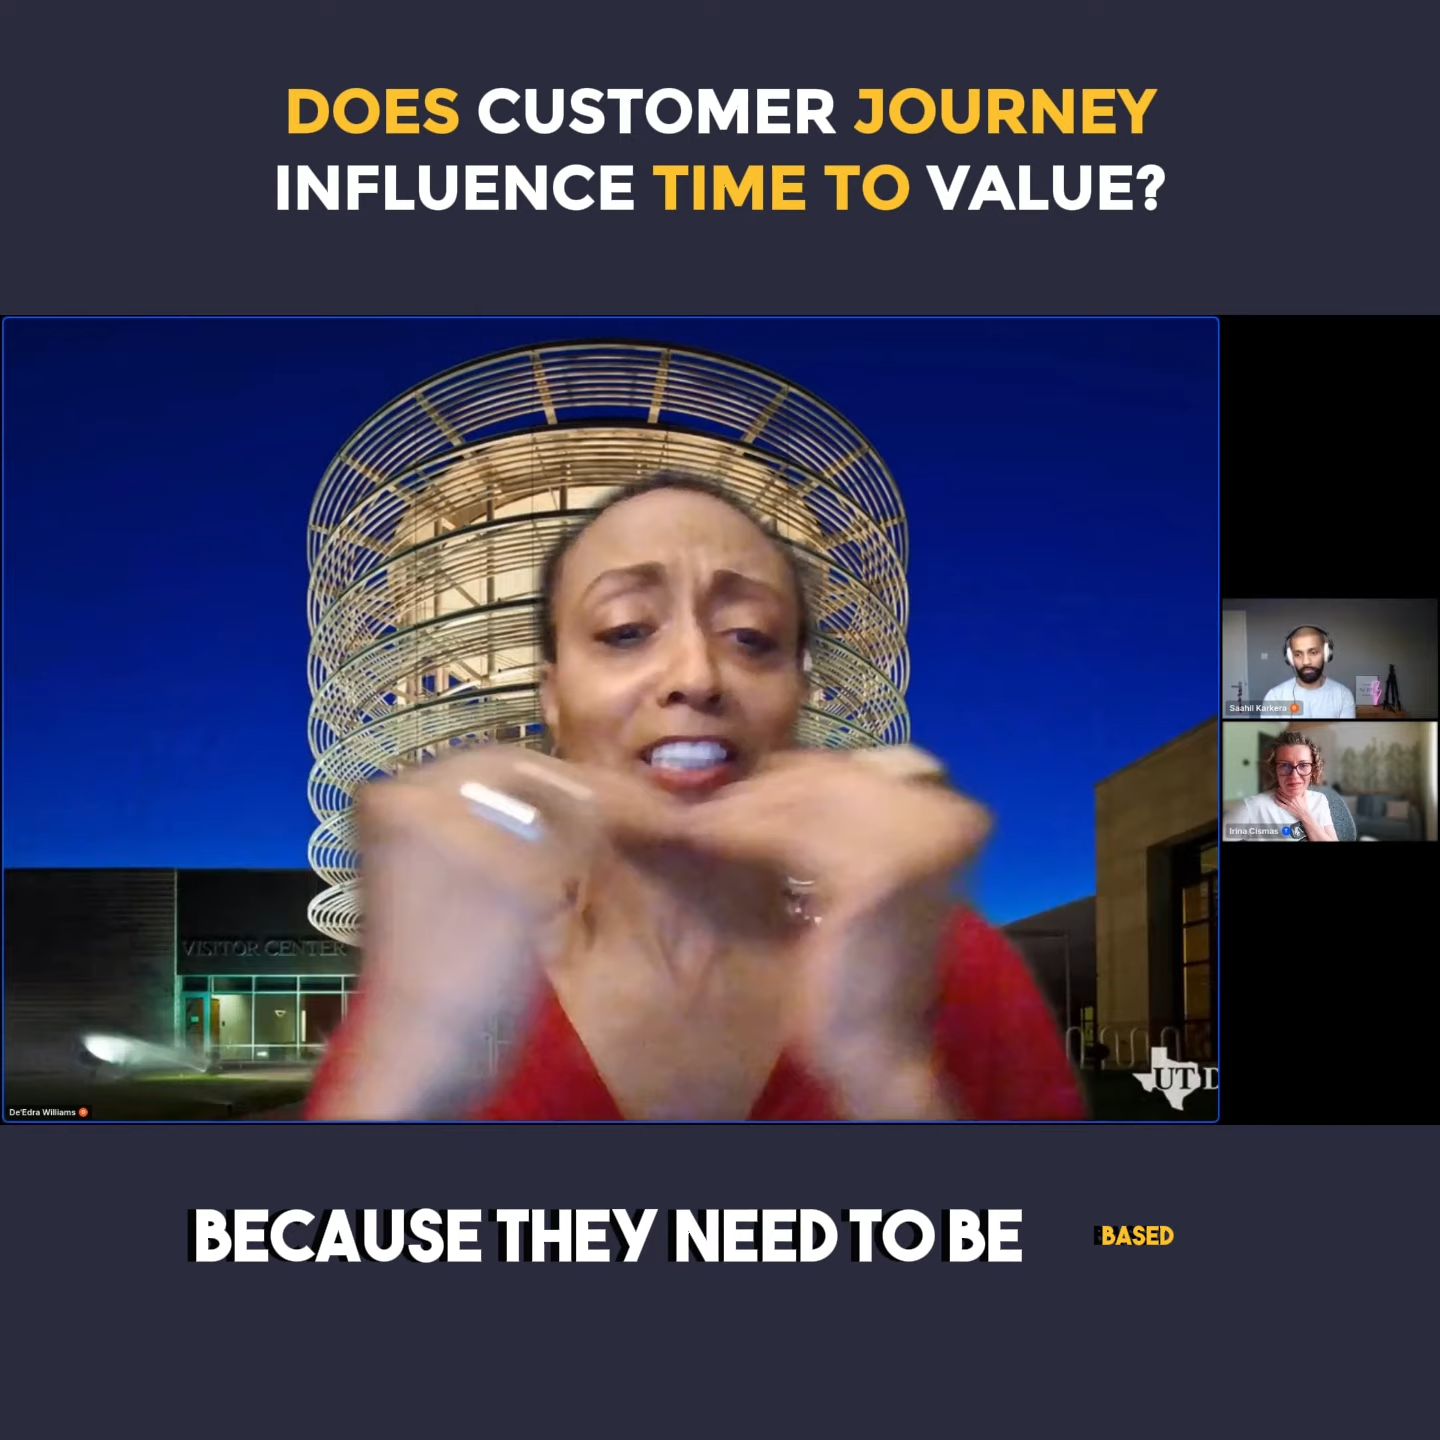 DOES CUSTOMER JOURNEY
INFLUENCE TIME TO VALUE?
VISITOR CENTER
Saahil Karkera
Irina Cismas
UT D
De'Edra Williams
BECAUSE THEY NEED TO BE BASED